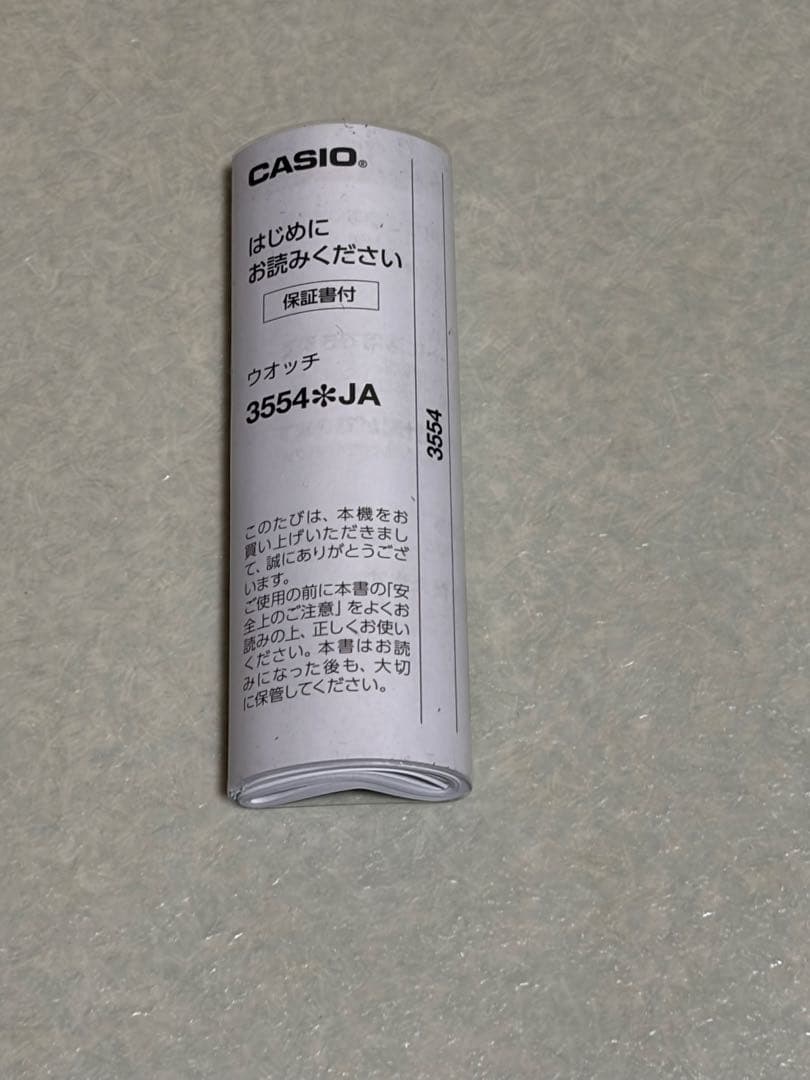 CASIO®
はじめに
お読みください
保証書付
ウオッチ
3554✻JA
3554
このたびは、本機をお
買い上げいただきまし
て、誠にありがとうござ
います。
ご使用の前に本書の「安
全上のご注意」をよくお
読みの上、正しくお使い
ください。本書はお読
みになった後も、大切
に保管してください。